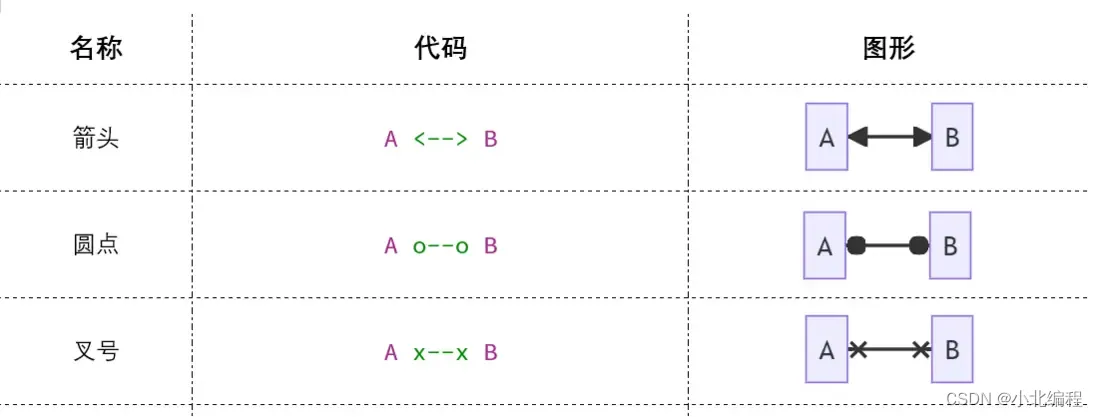 名称 代码 图形
箭头 A <--> B A B
圆点 A o--o B A B
叉号 A x--x B A B
CSDN @小北编程